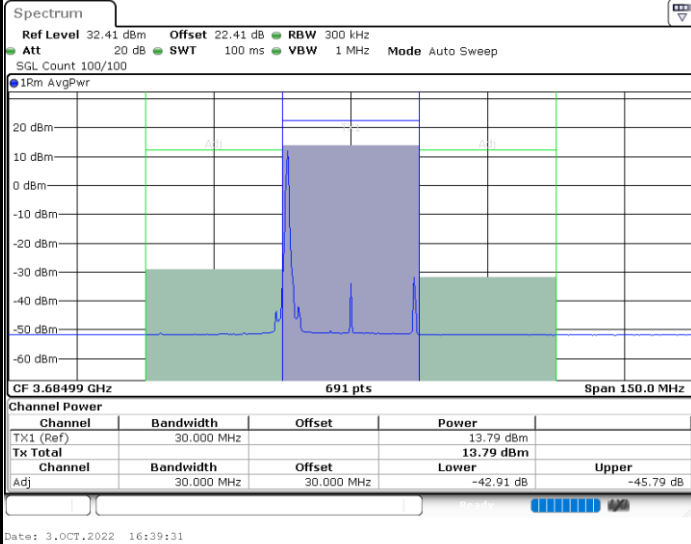 Spectrum
Ref Level 32.41 dBm Offset 22.41 dB RBW 300 kHz
Att 20 dB SWT 100 ms VBW 1 MHz Mode Auto Sweep
SGL Count 100/100
1Rm AvgPwr
20 dBm
Adj Adj
10 dBm
0 dBm
-10 dBm
-20 dBm
-30 dBm
-40 dBm
-50 dBm
-60 dBm
CF 3.68499 GHz 691 pts Span 150.0 MHz
Channel Power
Channel Bandwidth Offset Power
TX1 (Ref) 30.000 MHz 13.79 dBm
Tx Total 13.79 dBm
Channel Bandwidth Offset Lower Upper
Adj 30.000 MHz 30.000 MHz -42.91 dB -45.79 dB
Ready
Date: 3.OCT.2022 16:39:31